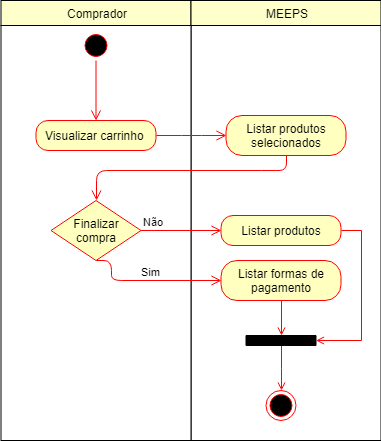 Comprador
MEEPS
Visualizar carrinho
Listar produtos
selecionados
Finalizar
compra
Não
Listar produtos
Sim
Listar formas de
pagamento